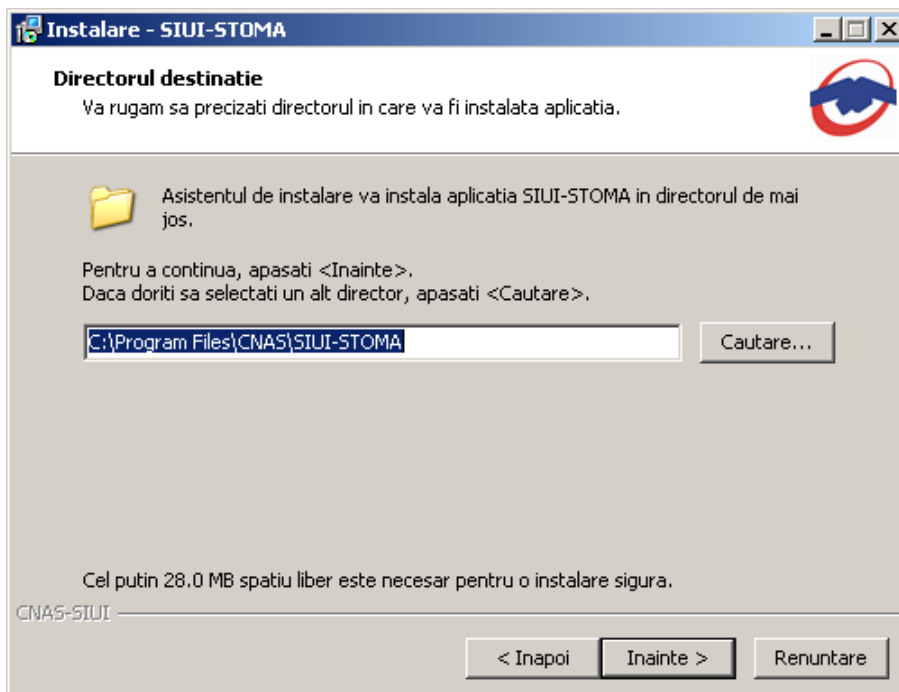 Instalare - SIUI-STOMA
Directorul destinatie
Va rugam sa precizati directorul in care va fi instalata aplicatia.
Asistentul de instalare va instala aplicatia SIUI-STOMA in directorul de mai
jos.
Pentru a continua, apasati <Inainte>.
Daca doriti sa selectati un alt director, apasati <Cautare>.
C:\Program Files\CNAS\SIUI-STOMA
Cautare...
Cel putin 28.0 MB spatiu liber este necesar pentru o instalare sigura.
CNAS-SIUI
< Inapoi
Inainte >
Renuntare